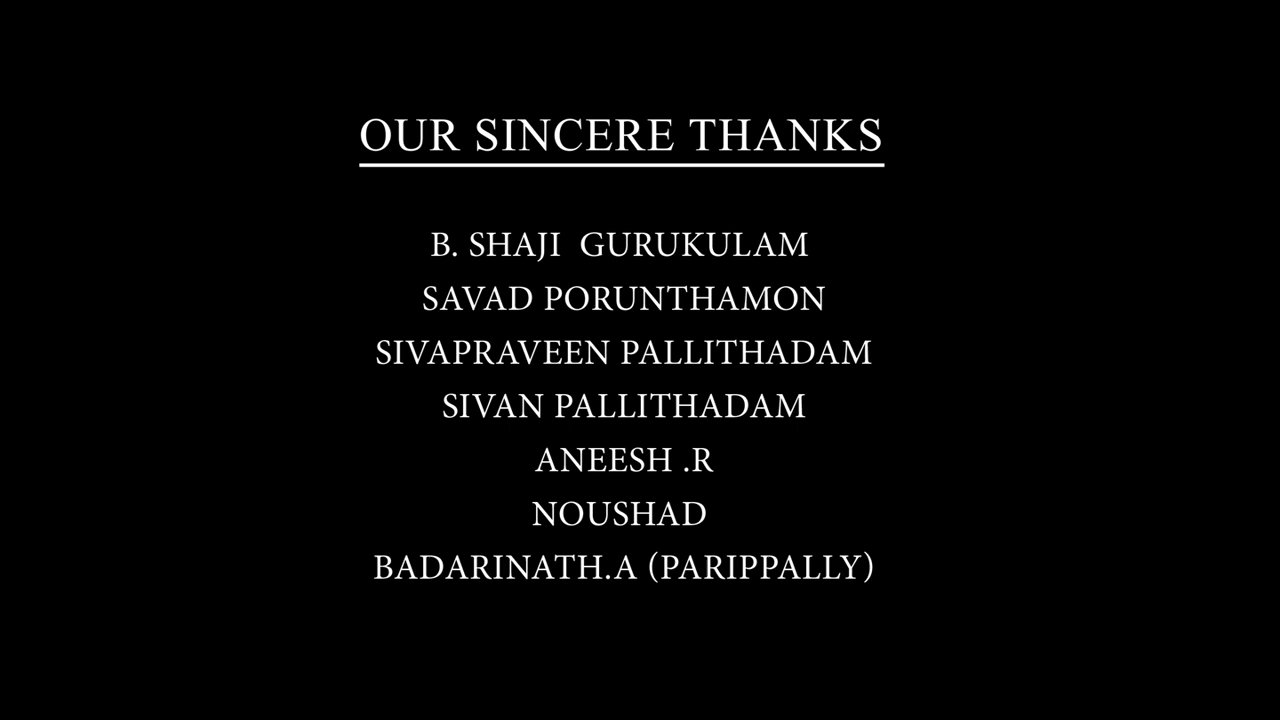 OUR SINCERE THANKS
B. SHAJI  GURUKULAM
SAVAD PORUNTHAMON
SIVAPRAVEEN PALLITHADAM
SIVAN PALLITHADAM
ANEESH .R
NOUSHAD
BADARINATH.A (PARIPPALLY)